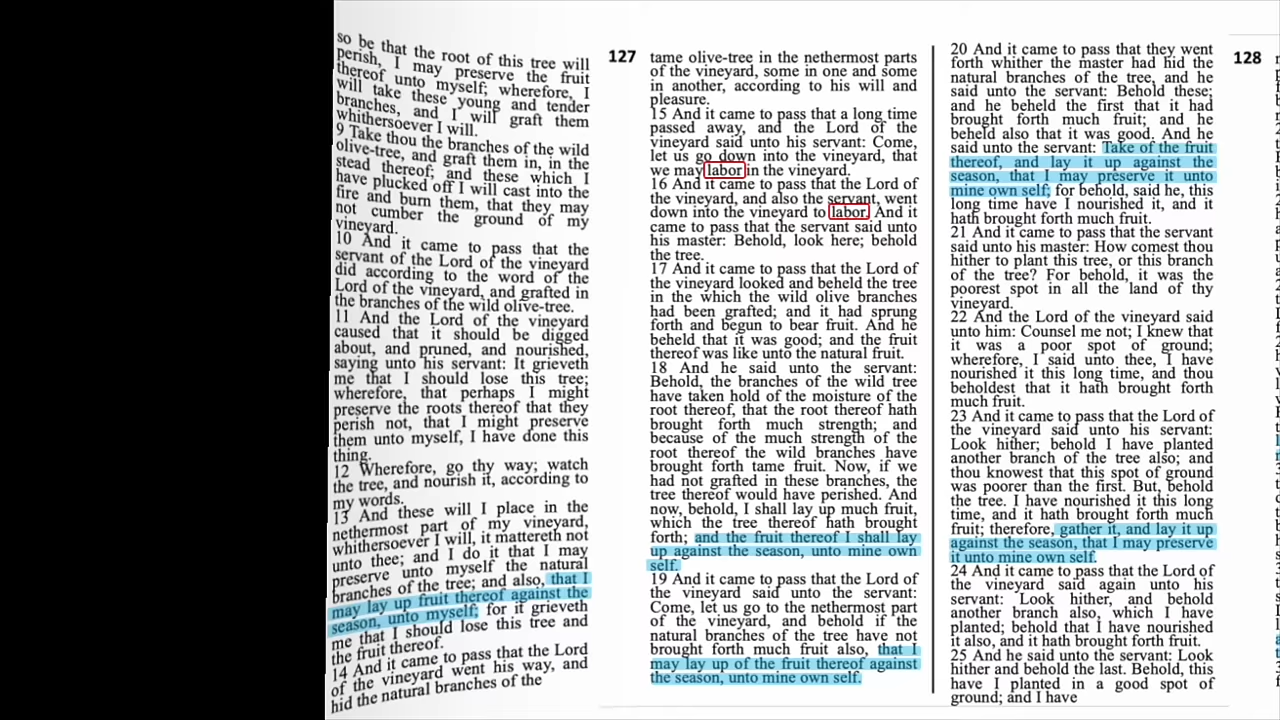 so be that the root of this tree will
perish, I may preserve the fruit
thereof unto myself; wherefore, I
will take these young and tender
branches, and I will graft them
whithersoever I will.
9 Take thou the branches of the wild
olive-tree, and graft them in, in the
stead thereof; and these which I
have plucked off I will cast into the
fire and burn them, that they may
not cumber the ground of my
vineyard.
10 And it came to pass that the
servant of the Lord of the vineyard
did according to the word of the
Lord of the vineyard, and grafted in
the branches of the wild olive-tree.
11 And the Lord of the vineyard
caused that it should be digged
about, and pruned, and nourished,
saying unto his servant: It grieveth
me that I should lose this tree;
wherefore, that perhaps I might
preserve the roots thereof that they
perish not, that I might preserve
them unto myself, I have done this
thing.
12 Wherefore, go thy way; watch
the tree, and nourish it, according to
my words.
13 And these will I place in the
nethermost part of my vineyard,
whithersoever I will, it mattereth not
unto thee; and I do it that I may
preserve unto myself the natural
branches of the tree; and also, that I
may lay up fruit thereof against the
season, unto myself; for it grieveth
me that I should lose this tree and
the fruit thereof.
14 And it came to pass that the Lord
of the vineyard went his way, and
hid the natural branches of the
127
tame olive-tree in the nethermost parts
of the vineyard, some in one and some
in another, according to his will and
pleasure.
15 And it came to pass that a long time
passed away, and the Lord of the
vineyard said unto his servant: Come,
let us go down into the vineyard, that
we may labor in the vineyard.
16 And it came to pass that the Lord of
the vineyard, and also the servant, went
down into the vineyard to labor. And it
came to pass that the servant said unto
his master: Behold, look here; behold
the tree.
17 And it came to pass that the Lord of
the vineyard looked and beheld the tree
in the which the wild olive branches
had been grafted; and it had sprung
forth and begun to bear fruit. And he
beheld that it was good; and the fruit
thereof was like unto the natural fruit.
18 And he said unto the servant:
Behold, the branches of the wild tree
have taken hold of the moisture of the
root thereof, that the root thereof hath
brought forth much strength; and
because of the much strength of the
root thereof the wild branches have
brought forth tame fruit. Now, if we
had not grafted in these branches, the
tree thereof would have perished. And
now, behold, I shall lay up much fruit,
which the tree thereof hath brought
forth; and the fruit thereof I shall lay
up against the season, unto mine own
self.
19 And it came to pass that the Lord of
the vineyard said unto the servant:
Come, let us go to the nethermost part
of the vineyard, and behold if the
natural branches of the tree have not
brought forth much fruit also, that I
may lay up of the fruit thereof against
the season, unto mine own self.
20 And it came to pass that they went
forth whither the master had hid the
natural branches of the tree, and he
said unto the servant: Behold these;
and he beheld the first that it had
brought forth much fruit; and he
beheld also that it was good. And he
said unto the servant: Take of the fruit
thereof, and lay it up against the
season, that I may preserve it unto
mine own self; for behold, said he, this
long time have I nourished it, and it
hath brought forth much fruit.
21 And it came to pass that the servant
said unto his master: How comest thou
hither to plant this tree, or this branch
of the tree? For behold, it was the
poorest spot in all the land of thy
vineyard.
22 And the Lord of the vineyard said
unto him: Counsel me not; I knew that
it was a poor spot of ground;
wherefore, I said unto thee, I have
nourished it this long time, and thou
beholdest that it hath brought forth
much fruit.
23 And it came to pass that the Lord of
the vineyard said unto his servant:
Look hither; behold I have planted
another branch of the tree also; and
thou knowest that this spot of ground
was poorer than the first. But, behold
the tree. I have nourished it this long
time, and it hath brought forth much
fruit; therefore, gather it, and lay it up
against the season, that I may preserve
it unto mine own self.
24 And it came to pass that the Lord of
the vineyard said again unto his
servant: Look hither, and behold
another branch also, which I have
planted; behold that I have nourished
it also, and it hath brought forth fruit.
25 And he said unto the servant: Look
hither and behold the last. Behold, this
have I planted in a good spot of
ground; and I have
128